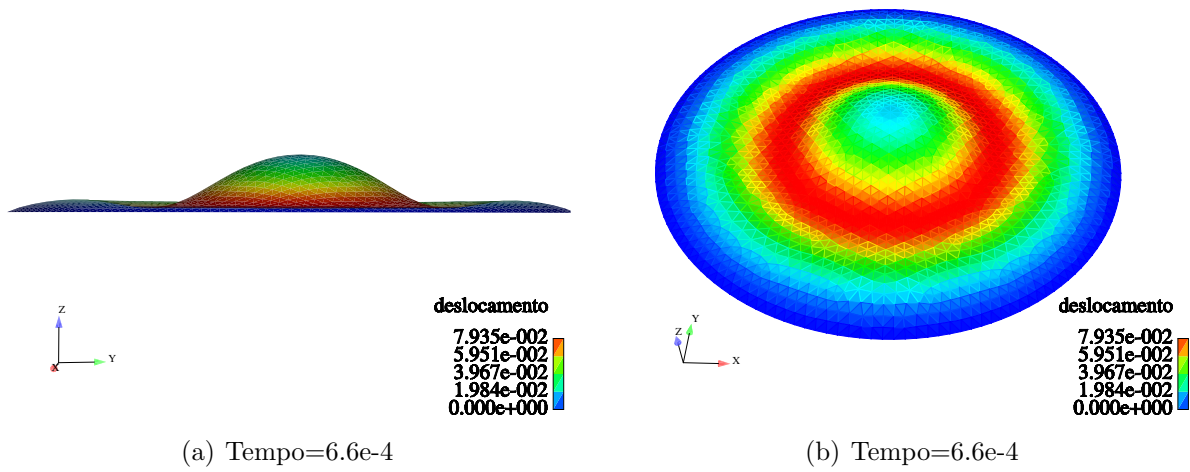 deslocamento
7.935e-002
5.951e-002
3.967e-002
1.984e-002
0.000e+000
Z
Y
X
(a) Tempo=6.6e-4
deslocamento
7.935e-002
5.951e-002
3.967e-002
1.984e-002
0.000e+000
Y
Z
X
(b) Tempo=6.6e-4